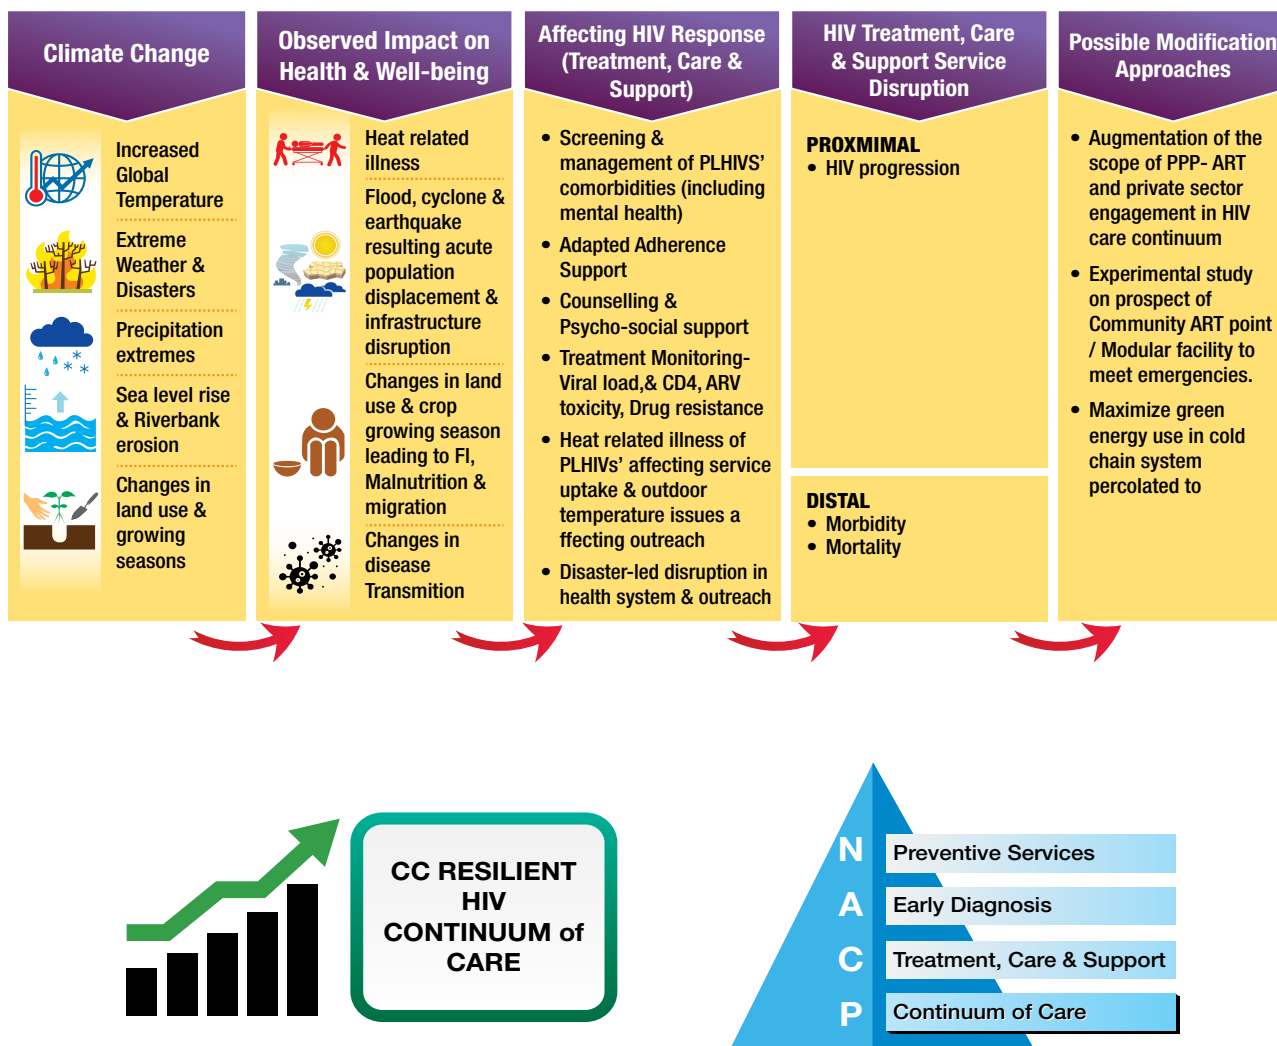 Climate Change
Increased
Global
Temperature
Extreme
Weather &
Disasters
Precipitation
extremes
Sea level rise
& Riverbank
erosion
Changes in
land use &
growing
seasons
Observed Impact on
Health & Well-being
Heat related
illness
Flood, cyclone &
earthquake
resulting acute
population
displacement &
infrastructure
disruption
Changes in land
use & crop
growing season
leading to FI,
Malnutrition &
migration
Changes in
disease
Transmition
Affecting HIV Response
(Treatment, Care &
Support)
• Screening &
management of PLHIVS'
comorbidities (including
mental health)
• Adapted Adherence
Support
• Counselling &
Psycho-social support
• Treatment Monitoring-
Viral load,& CD4, ARV
toxicity, Drug resistance
• Heat related illness of
PLHIVs' affecting service
uptake & outdoor
temperature issues a
ffecting outreach
• Disaster-led disruption in
health system & outreach
HIV Treatment, Care
& Support Service
Disruption
PROXMIMAL
• HIV progression
DISTAL
• Morbidity
• Mortality
Possible Modification
Approaches
• Augmentation of the
scope of PPP- ART
and private sector
engagement in HIV
care continuum
• Experimental study
on prospect of
Community ART point
/ Modular facility to
meet emergencies.
• Maximize green
energy use in cold
chain system
percolated to
CC RESILIENT
HIV
CONTINUUM of
CARE
N Preventive Services
A Early Diagnosis
C Treatment, Care & Support
P Continuum of Care